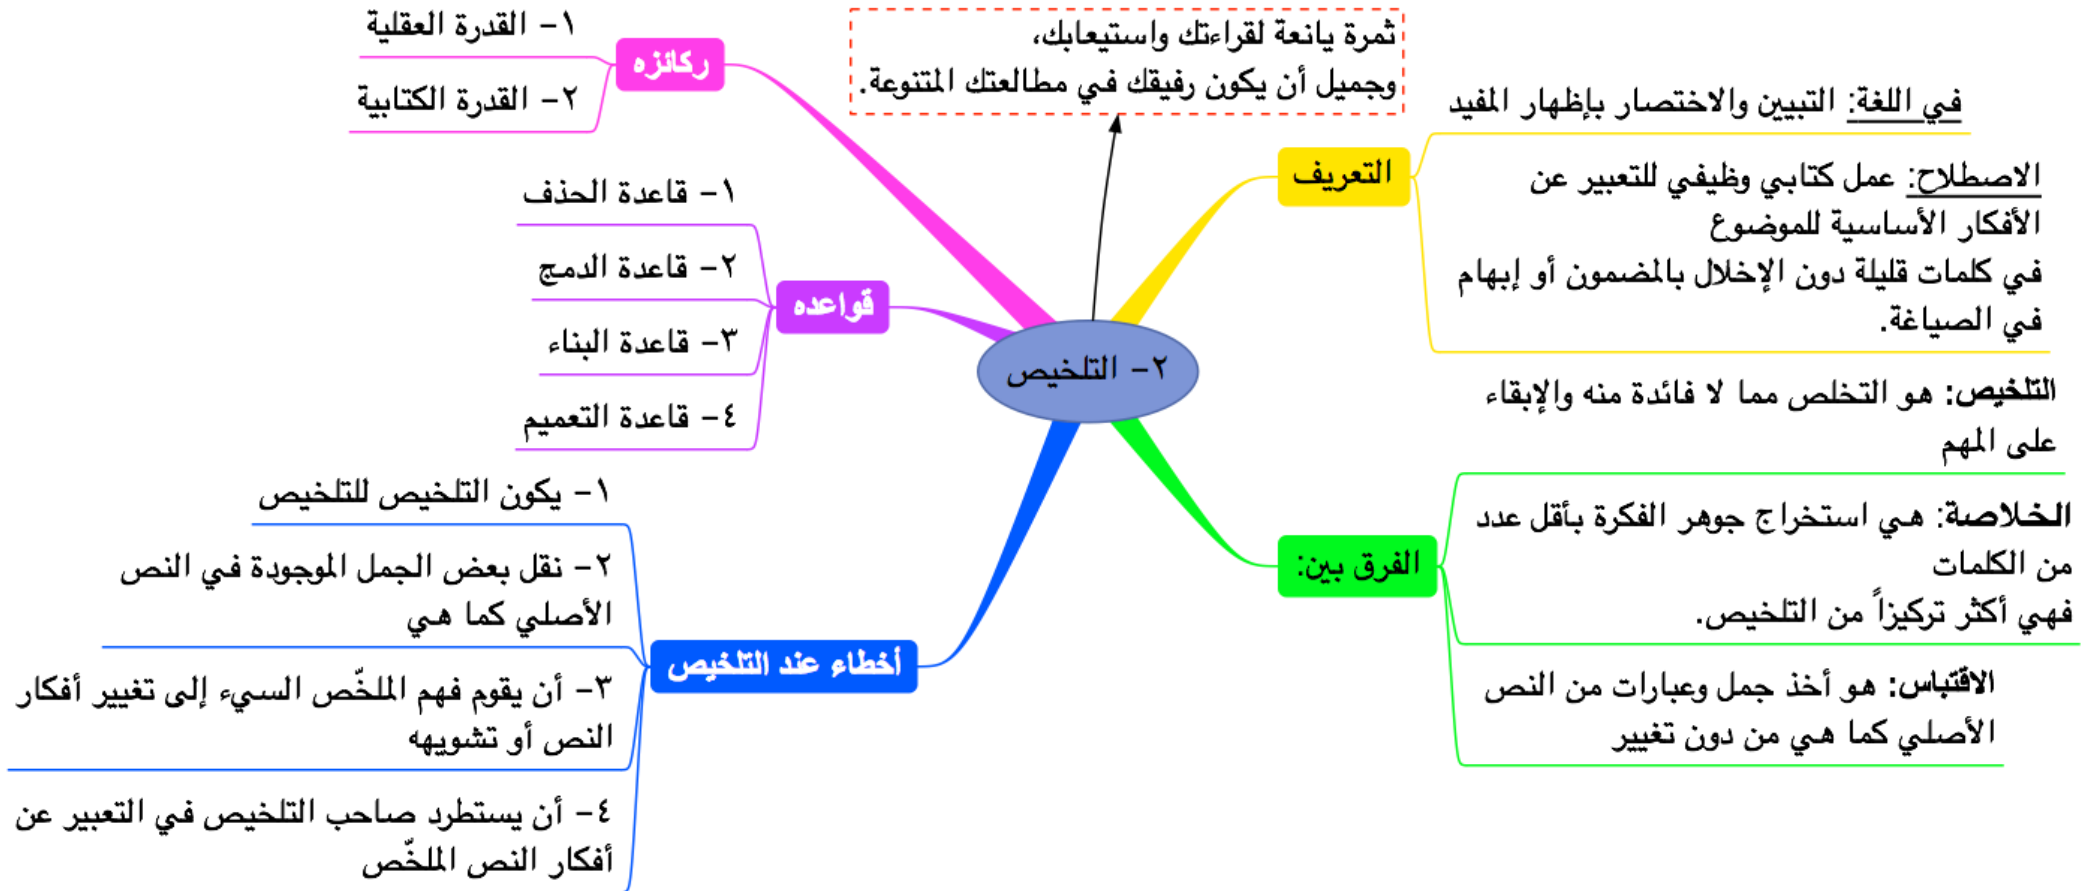 ٢- التلخيص
ثمرة يانعة لقراءتك واستيعابك،
وجميل أن يكون رفيقك في مطالعتك المتنوعة.
التعريف
في اللغة: التبيين والاختصار بإظهار المفيد
الاصطلاح: عمل كتابي وظيفي للتعبير عن
الأفكار الأساسية للموضوع
في كلمات قليلة دون الإخلال بالمضمون أو إبهام
في الصياغة.
الفرق بين:
التلخيص: هو التخلص مما لا فائدة منه والإبقاء
على المهم
الخلاصة: هي استخراج جوهر الفكرة بأقل عدد
من الكلمات
فهي أكثر تركيزاً من التلخيص.
الاقتباس: هو أخذ جمل وعبارات من النص
الأصلي كما هي من دون تغيير
ركائزه
١- القدرة العقلية
٢- القدرة الكتابية
قواعده
١- قاعدة الحذف
٢- قاعدة الدمج
٣- قاعدة البناء
٤- قاعدة التعميم
أخطاء عند التلخيص
١- يكون التلخيص للتلخيص
٢- نقل بعض الجمل الموجودة في النص
الأصلي كما هي
٣- أن يقوم فهم الملخّص السيء إلى تغيير أفكار
النص أو تشويهه
٤- أن يستطرد صاحب التلخيص في التعبير عن
أفكار النص الملخّص